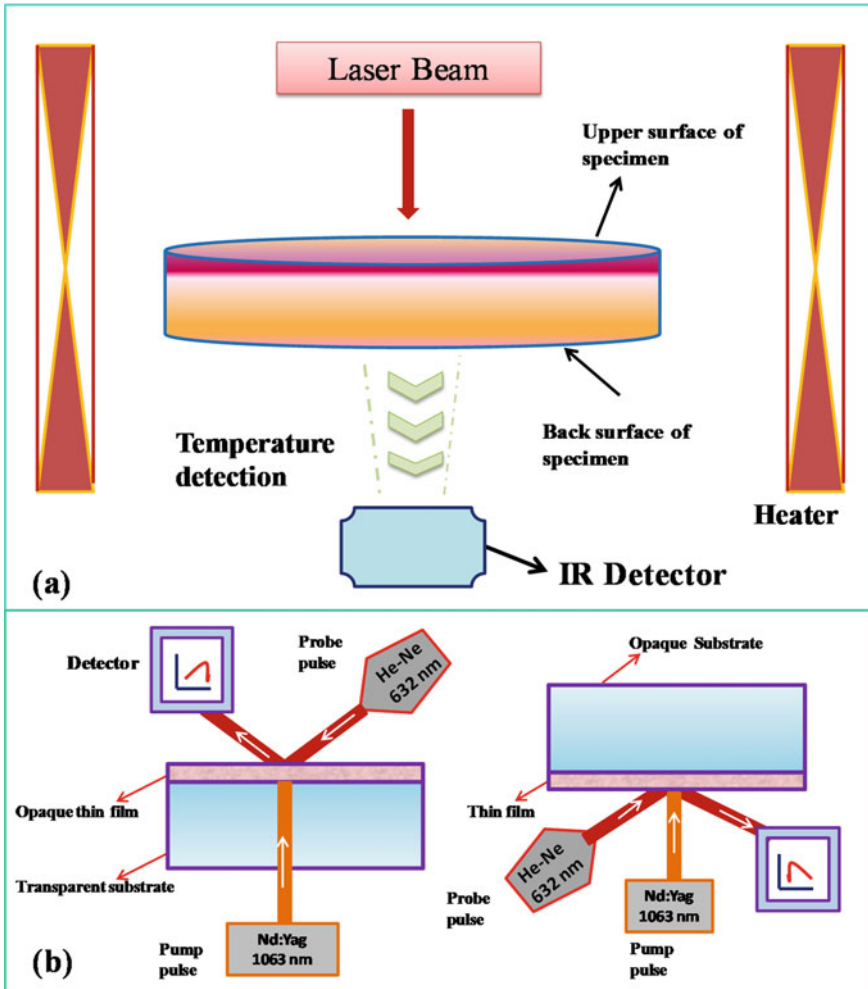 Laser Beam
Upper surface of
specimen
Back surface of
specimen
Temperature
detection
Heater
IR Detector
(a)
Detector
Probe
pulse
He-Ne
632 nm
Opaque thin film
Transparent substrate
Nd:Yag
1063 nm
Pump
pulse
(b)
Opaque Substrate
Thin film
He-Ne
632 nm
Probe
pulse
Nd:Yag
1063 nm
Pump
pulse